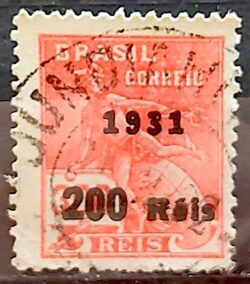 BRASIL
CORREIO
1931
200 Réis
REIS